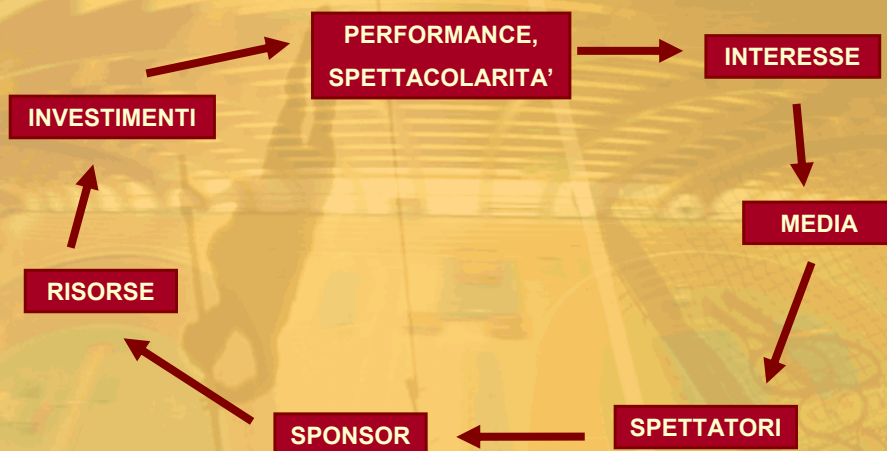 PERFORMANCE,
SPETTACOLARITA’
INTERESSE
INVESTIMENTI
MEDIA
RISORSE
SPETTATORI
SPONSOR